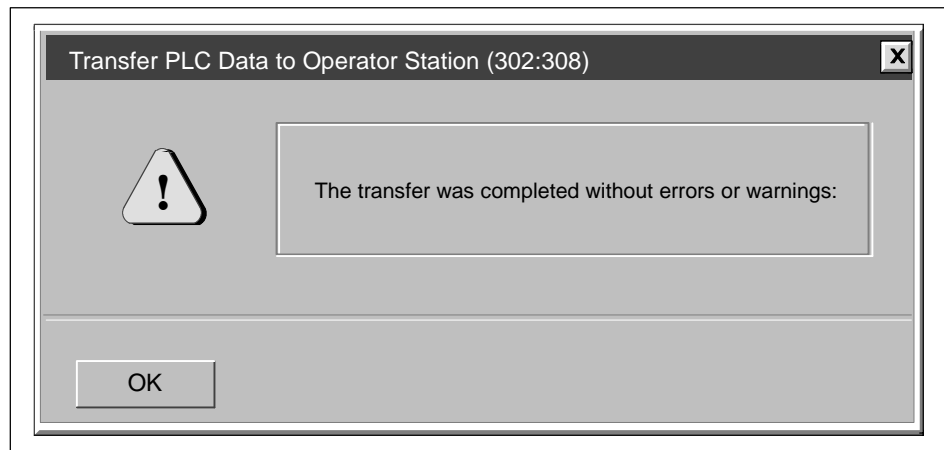 Transfer PLC Data to Operator Station (302:308)
X
!
The transfer was completed without errors or warnings:
OK